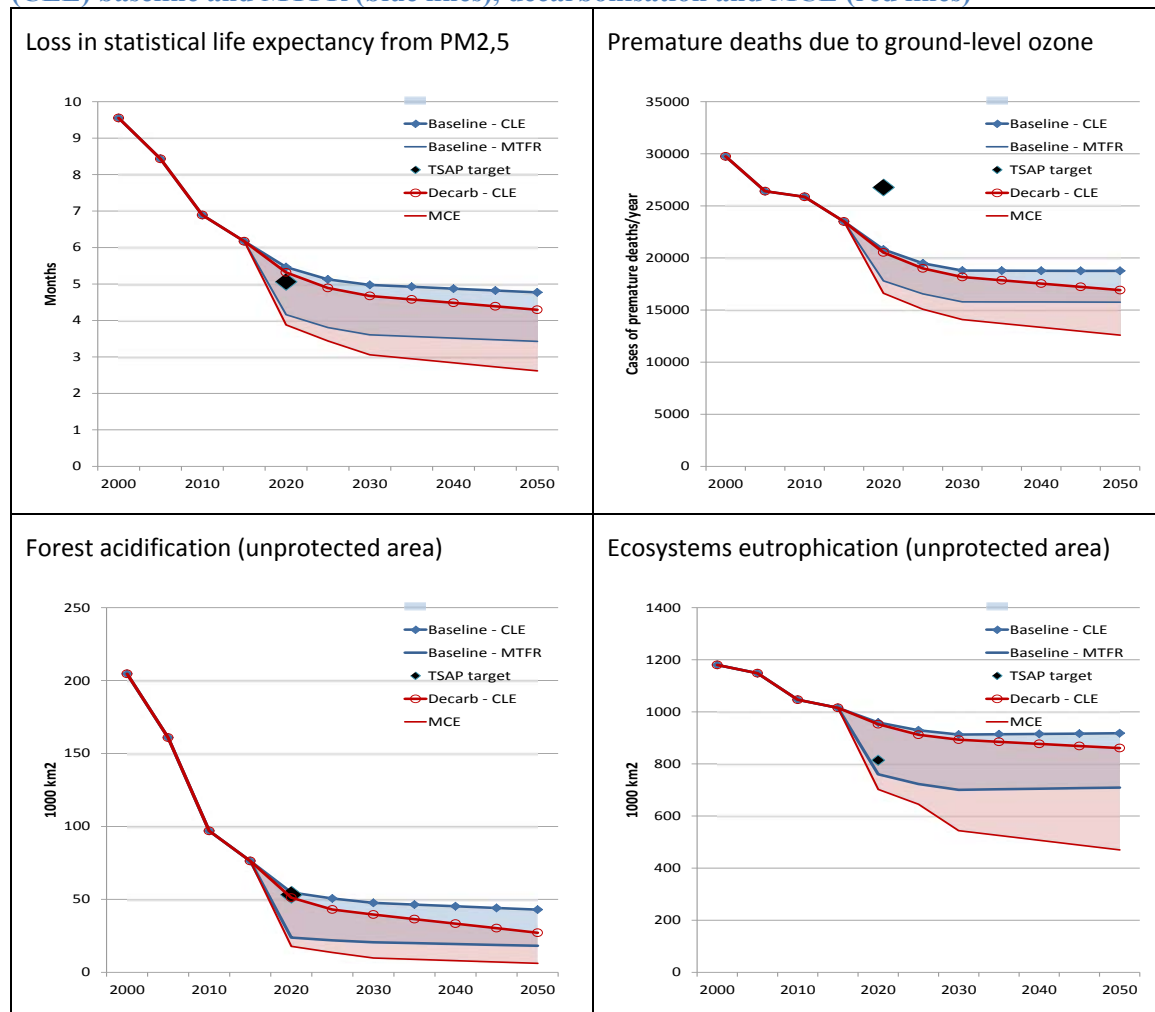 (CLE) baseline and MTFR (blue lines), decarbonisation and MCE (red lines)
Loss in statistical life expectancy from PM2,5
10
9
8
7
6
5
4
3
2
1
0
Months
2000 2010 2020 2030 2040 2050
Baseline - CLE
Baseline - MTFR
TSAP target
Decarb - CLE
MCE
Premature deaths due to ground-level ozone
35000
30000
25000
20000
15000
10000
5000
0
Cases of premature deaths/year
2000 2010 2020 2030 2040 2050
Baseline - CLE
Baseline - MTFR
TSAP target
Decarb - CLE
MCE
Forest acidification (unprotected area)
250
200
150
100
50
0
1000 km2
2000 2010 2020 2030 2040 2050
Baseline - CLE
Baseline - MTFR
TSAP target
Decarb - CLE
MCE
Ecosystems eutrophication (unprotected area)
1400
1200
1000
800
600
400
200
0
1000 km2
2000 2010 2020 2030 2040 2050
Baseline - CLE
Baseline - MTFR
TSAP target
Decarb - CLE
MCE